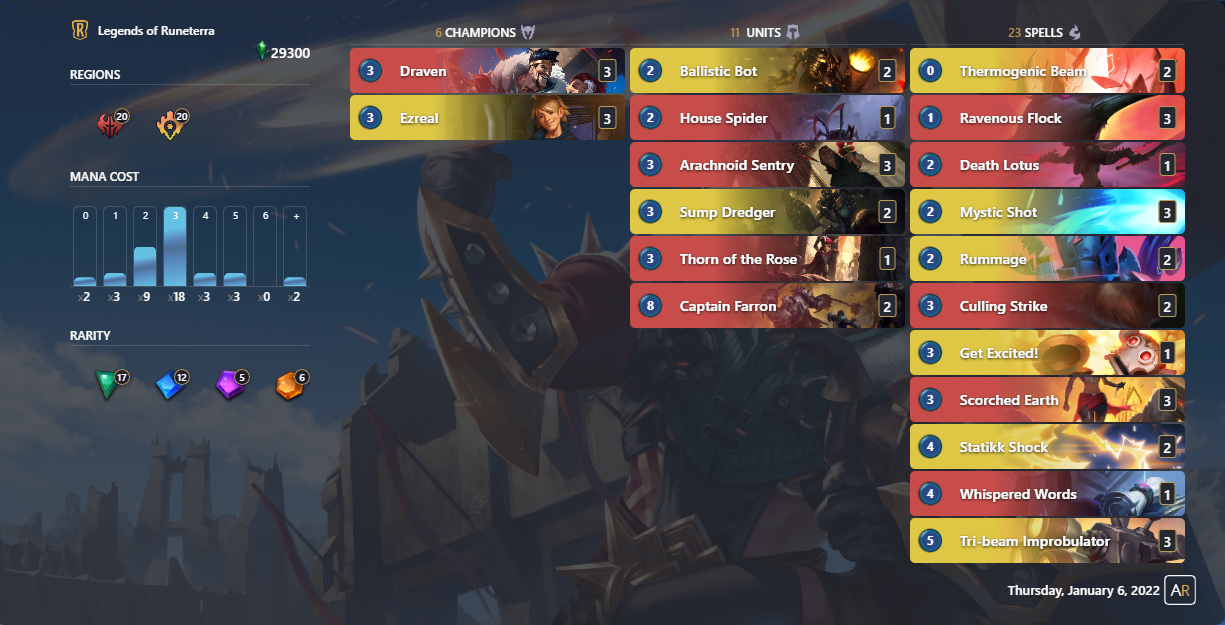 Legends of Runeterra
29300
REGIONS
20 20
MANA COST
0 1 2 3 4 5 6 +
x2 x3 x9 x18 x3 x3 x0 x2
RARITY
17 12 5 6
6 CHAMPIONS
3 Draven 3
3 Ezreal 3
11 UNITS
2 Ballistic Bot 2
2 House Spider 1
3 Arachnoid Sentry 3
3 Sump Dredger 2
3 Thorn of the Rose 1
8 Captain Farron 2
23 SPELLS
0 Thermogenic Beam 2
1 Ravenous Flock 3
2 Death Lotus 1
2 Mystic Shot 3
2 Rummage 2
3 Culling Strike 2
3 Get Excited! 1
3 Scorched Earth 3
4 Statikk Shock 2
4 Whispered Words 1
5 Tri-beam Improbulator 3
Thursday, January 6, 2022 AR